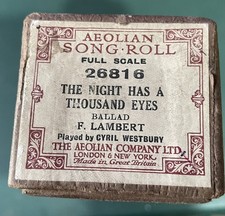 AEOLIAN
SONG·ROLL
FULL SCALE
26816
THE NIGHT HAS A
THOUSAND EYES
BALLAD
F. LAMBERT
Played by CYRIL WESTBURY
THE AEOLIAN COMPANY LTD.
LONDON & NEW YORK.
Made in Great Britain